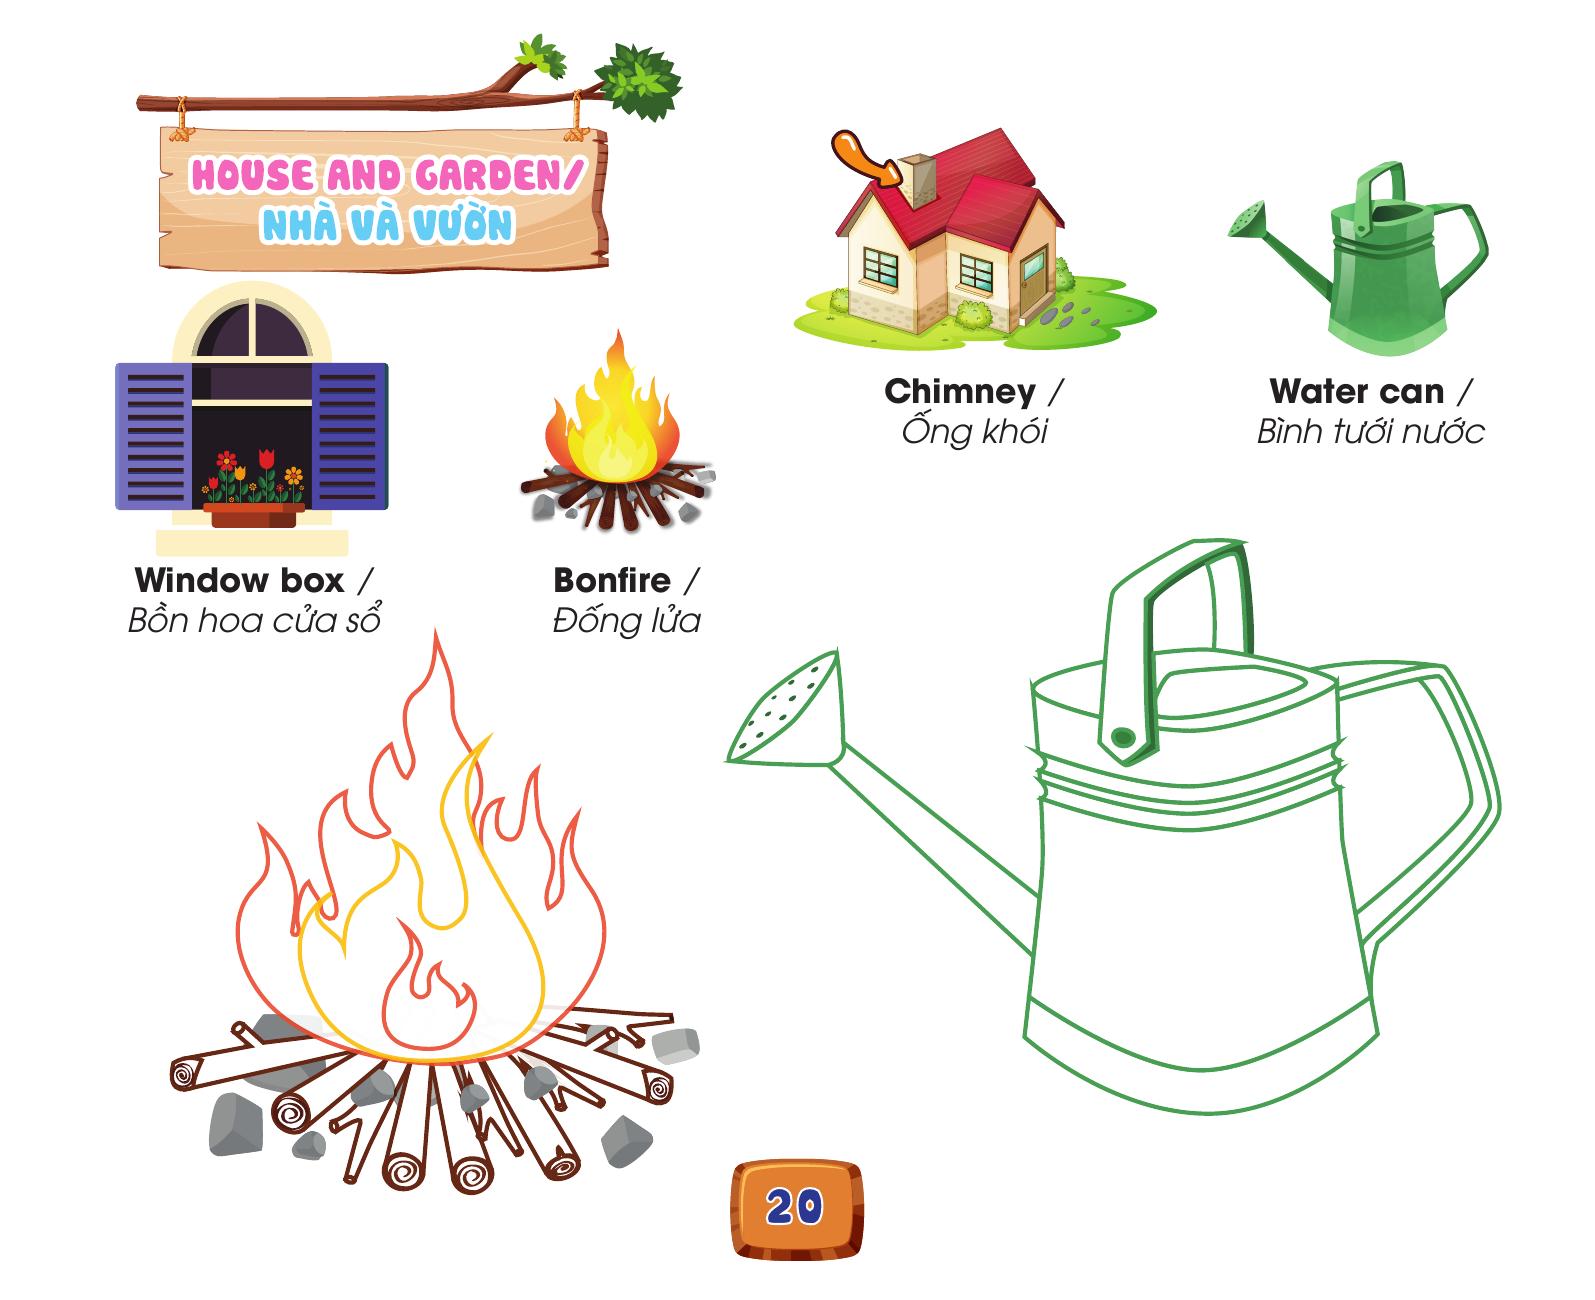 HOUSE AND GARDEN/
NHÀ VÀ VƯỜN
Chimney /
Ống khói
Water can /
Bình tưới nước
Window box /
Bồn hoa cửa sổ
Bonfire /
Đống lửa
20